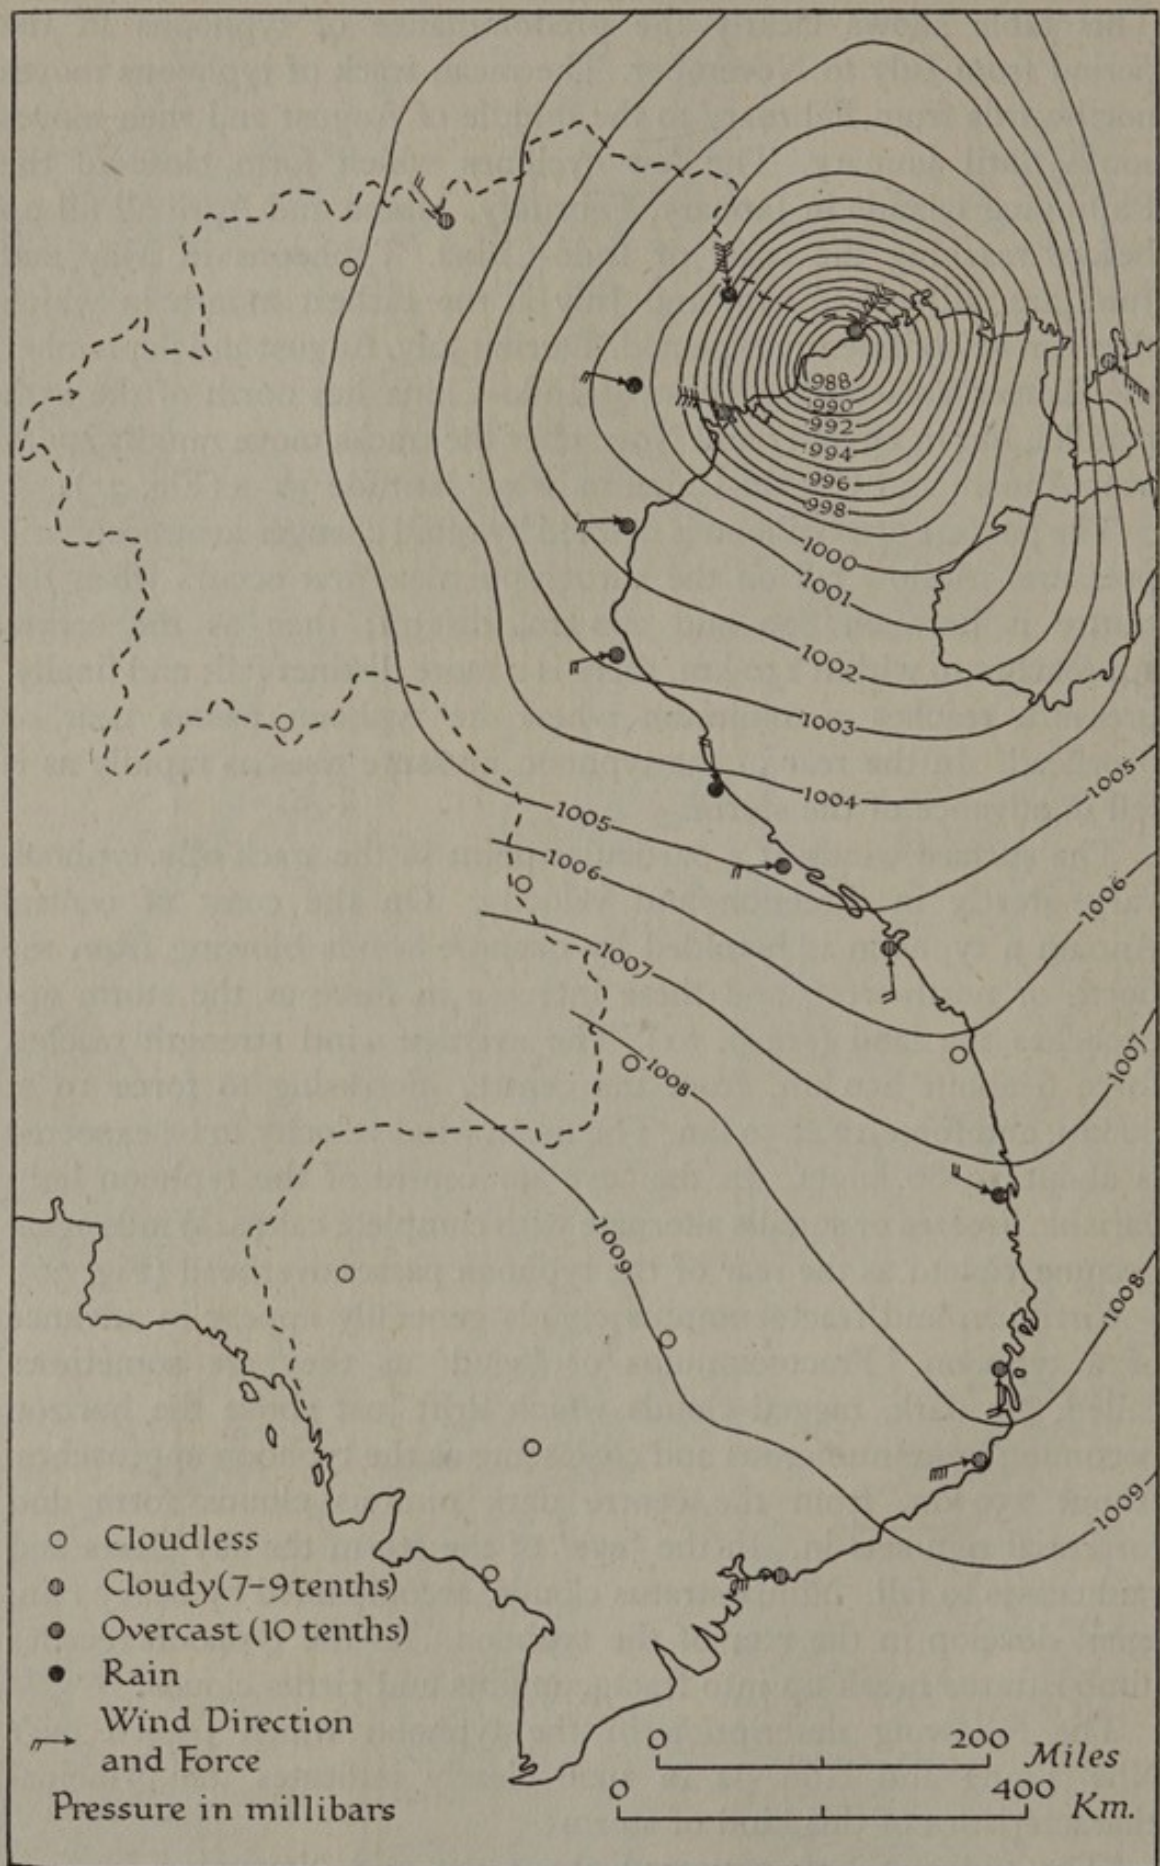 988
990
992
994
996
998
1000
1001
1002
1003
1004
1005
1005
1006
1006
1007
1007
1008
1008
1009
1009
Cloudless
Cloudy (7-9 tenths)
Overcast (10 tenths)
Rain
Wind Direction
and Force
Pressure in millibars
0 200 Miles
0 400 Km.